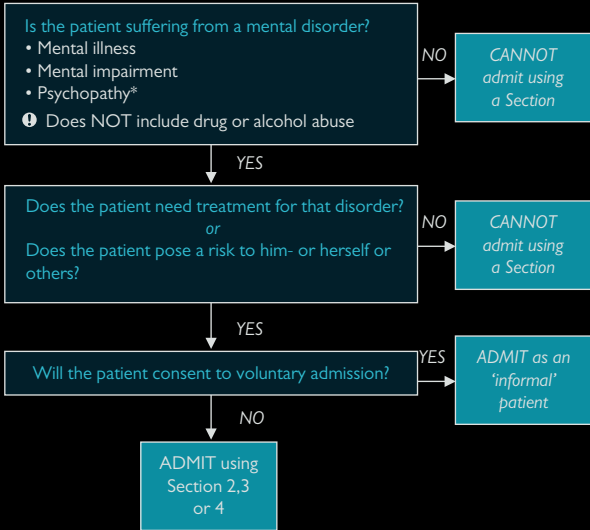 Is the patient suffering from a mental disorder?
• Mental illness
• Mental impairment
• Psychopathy*
! Does NOT include drug or alcohol abuse
NO
CANNOT
admit using
a Section
YES
Does the patient need treatment for that disorder?
or
Does the patient pose a risk to him- or herself or
others?
NO
CANNOT
admit using
a Section
YES
Will the patient consent to voluntary admission?
YES
ADMIT as an
‘informal’
patient
NO
ADMIT using
Section 2,3
or 4